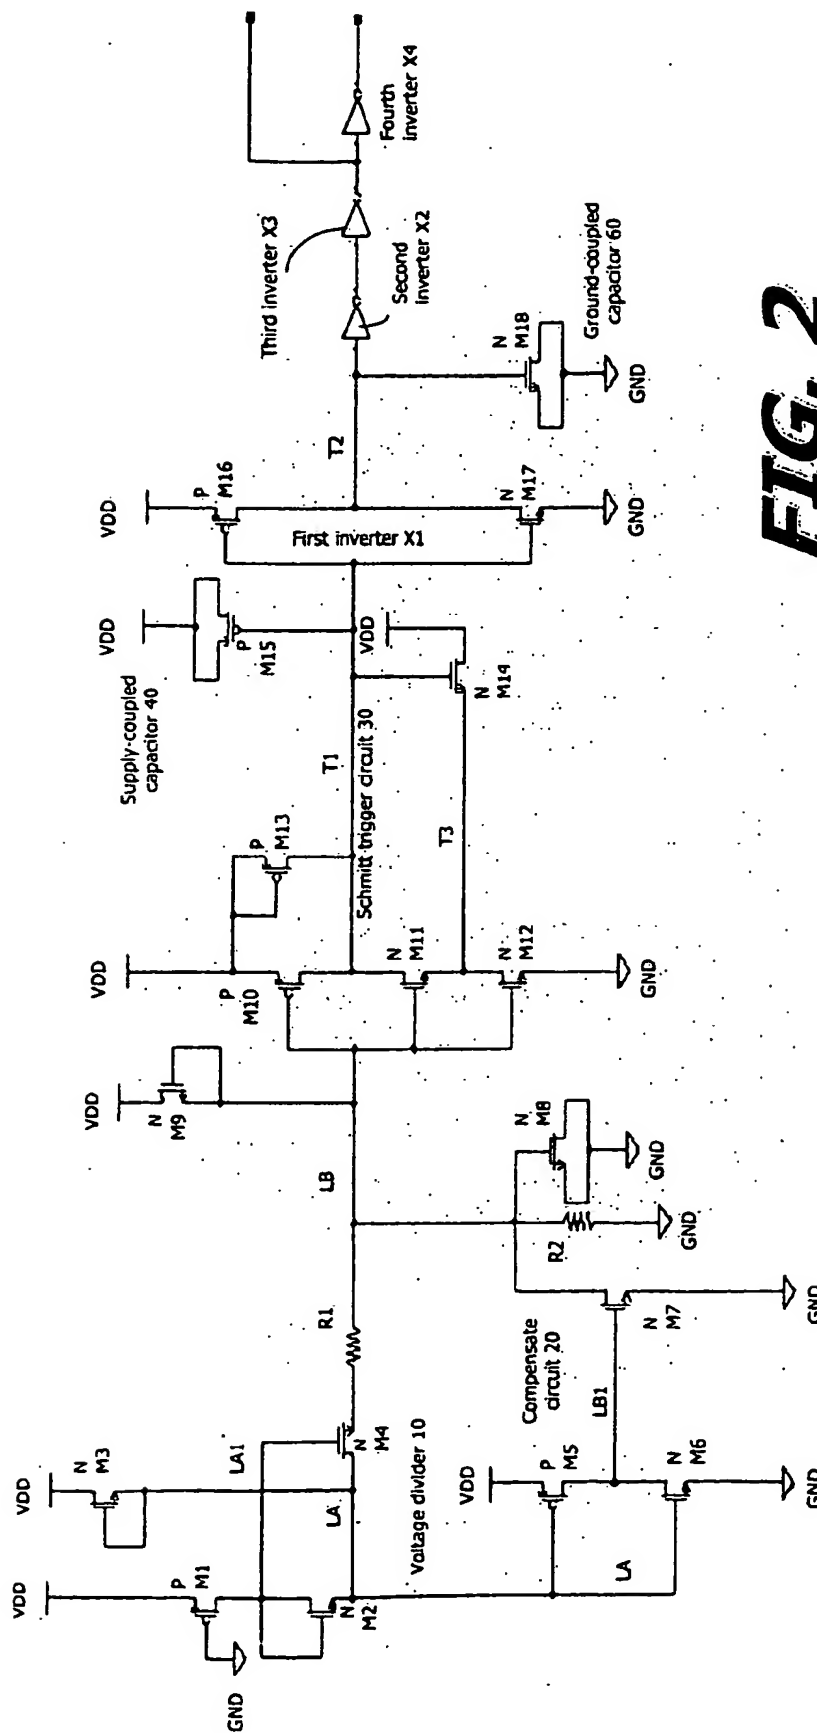 VDD
P
M1
GND
N
M2
VDD
N
M3
LA1
LA
N
M4
Voltage divider 10
R1
LA
VDD
P
M5
N
M6
GND
LB1
Compensate
circuit 20
N
M7
GND
R2
GND
N
M8
GND
LB
VDD
N
M9
VDD
P
M10
N
M11
N
M12
GND
P
M13
Schmitt trigger circuit 30
T1
T3
Supply-coupled
capacitor 40
VDD
P
M15
VDD
N
M14
First inverter X1
VDD
P
M16
N
M17
GND
T2
N
M18
GND
Ground-coupled
capacitor 60
Third inverter X3
Second
inverter X2
Fourth
inverter X4
FIG. 2